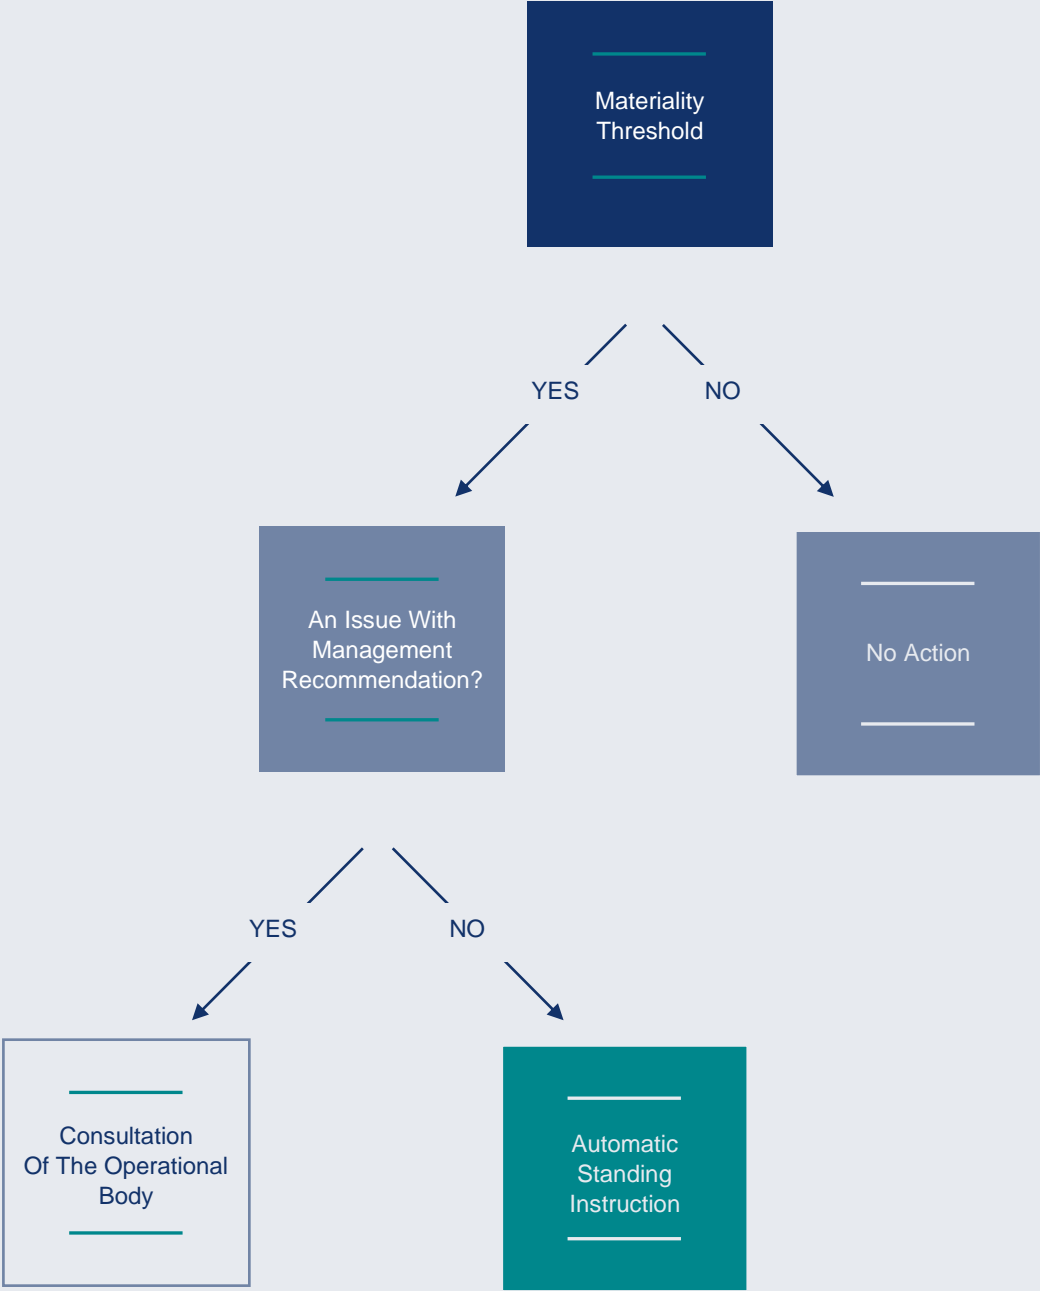 Materiality
Threshold
YES
NO
An Issue With
Management
Recommendation?
No Action
YES
NO
Consultation
Of The Operational
Body
Automatic
Standing
Instruction